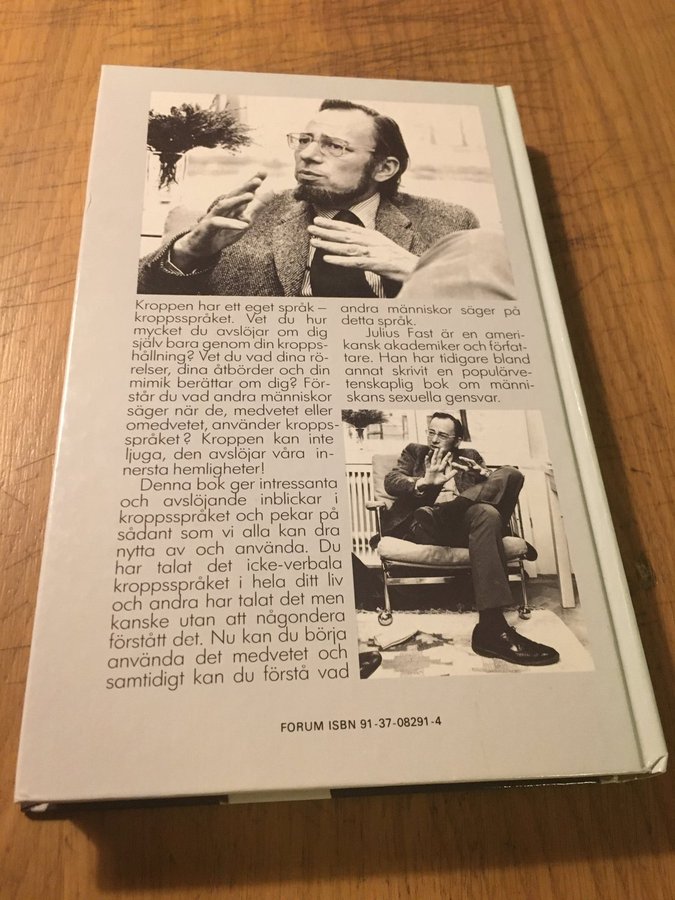 Kroppen har ett eget språk –
kroppsspråket. Vet du hur
mycket du avslöjar om dig
själv bara genom din kropps-
hållning? Vet du vad dina rö-
relser, dina åtbörder och din
mimik berättar om dig? För-
står du vad andra människor
säger när de, medvetet eller
omedvetet, använder kropps-
språket? Kroppen kan inte
ljuga, den avslöjar våra in-
nersta hemligheter!
Denna bok ger intressanta
och avslöjande inblickar i
kroppsspråket och pekar på
sådant som vi alla kan dra
nytta av och använda. Du
har talat det icke-verbala
kroppsspråket i hela ditt liv
och andra har talat det men
kanske utan att någondera
förstått det. Nu kan du börja
använda det medvetet och
samtidigt kan du förstå vad
andra människor säger på
detta språk.
Julius Fast är en ameri-
kansk akademiker och förfat-
tare. Han har tidigare bland
annat skrivit en populärve-
tenskaplig bok om männi-
skans sexuella gensvar.
FORUM ISBN 91-37-08291-4